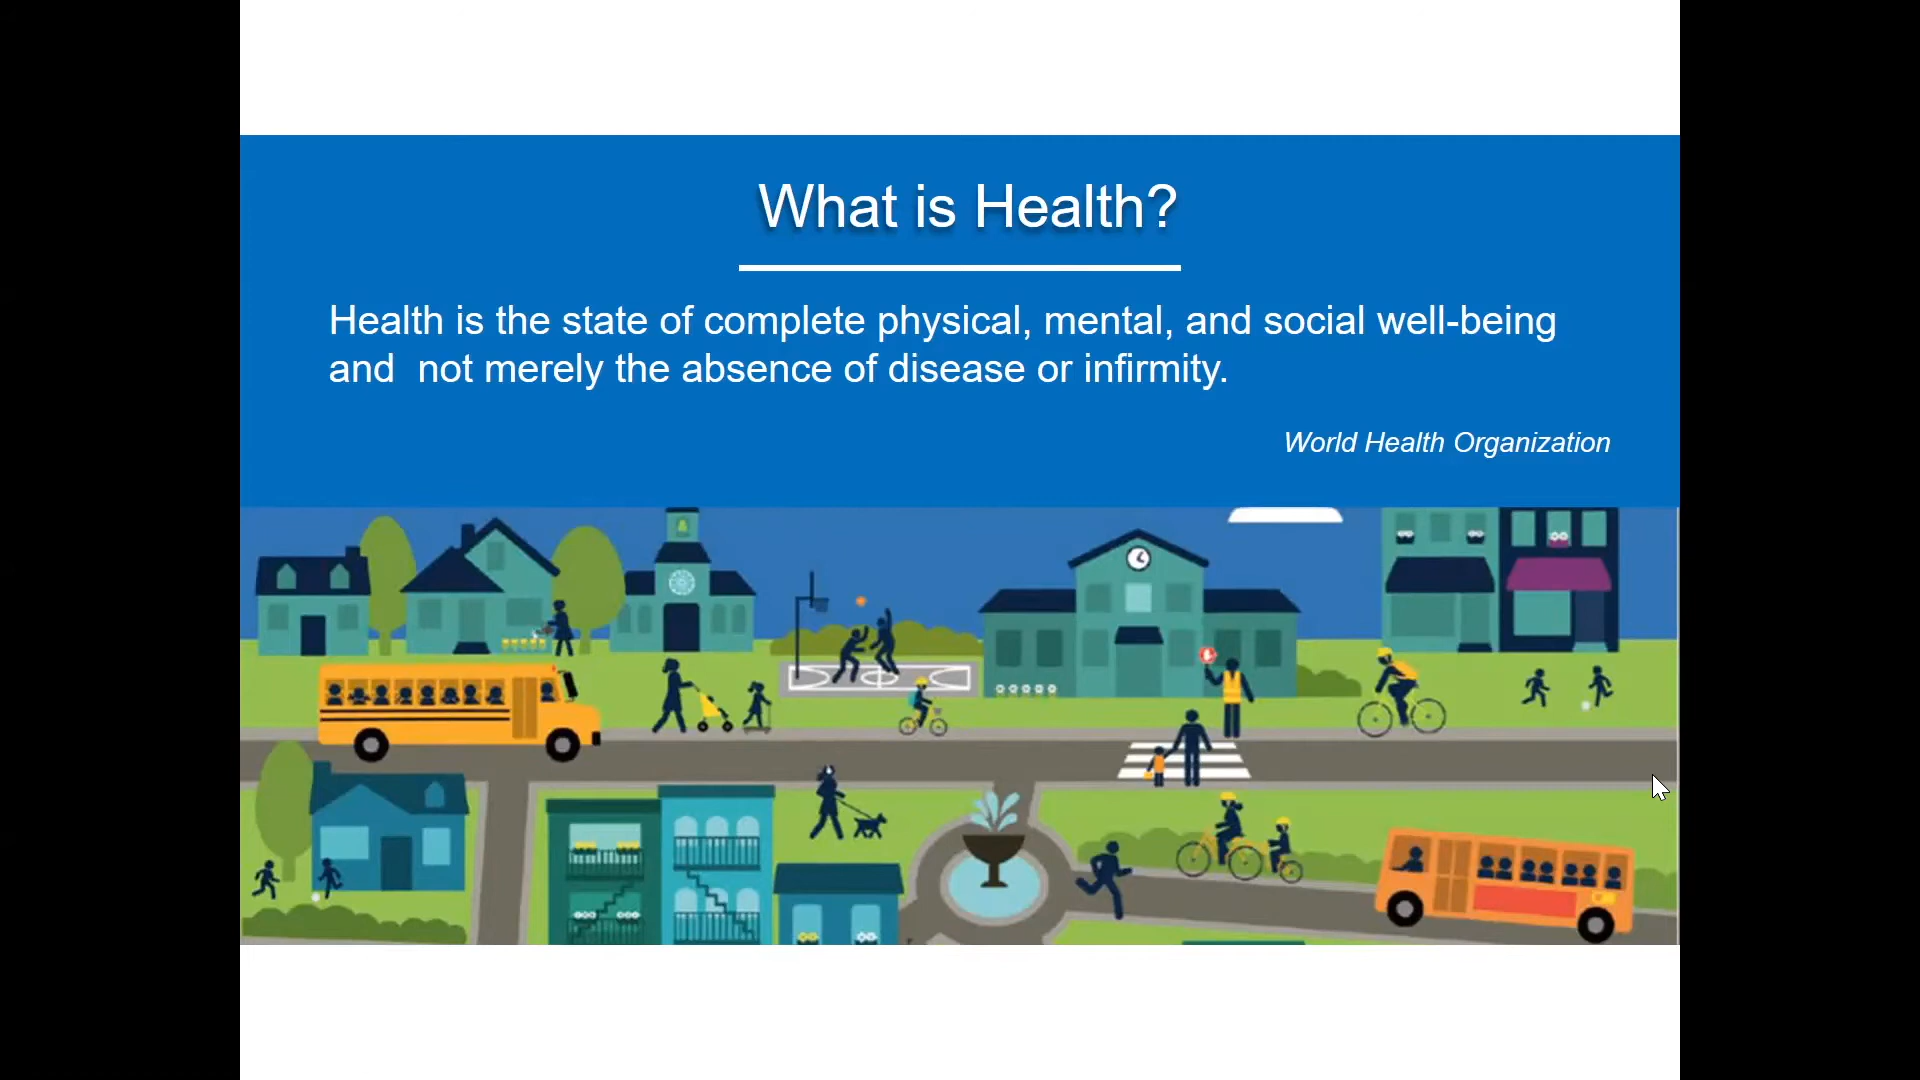 What is Health?
Health is the state of complete physical, mental, and social well-being
and  not merely the absence of disease or infirmity.
World Health Organization